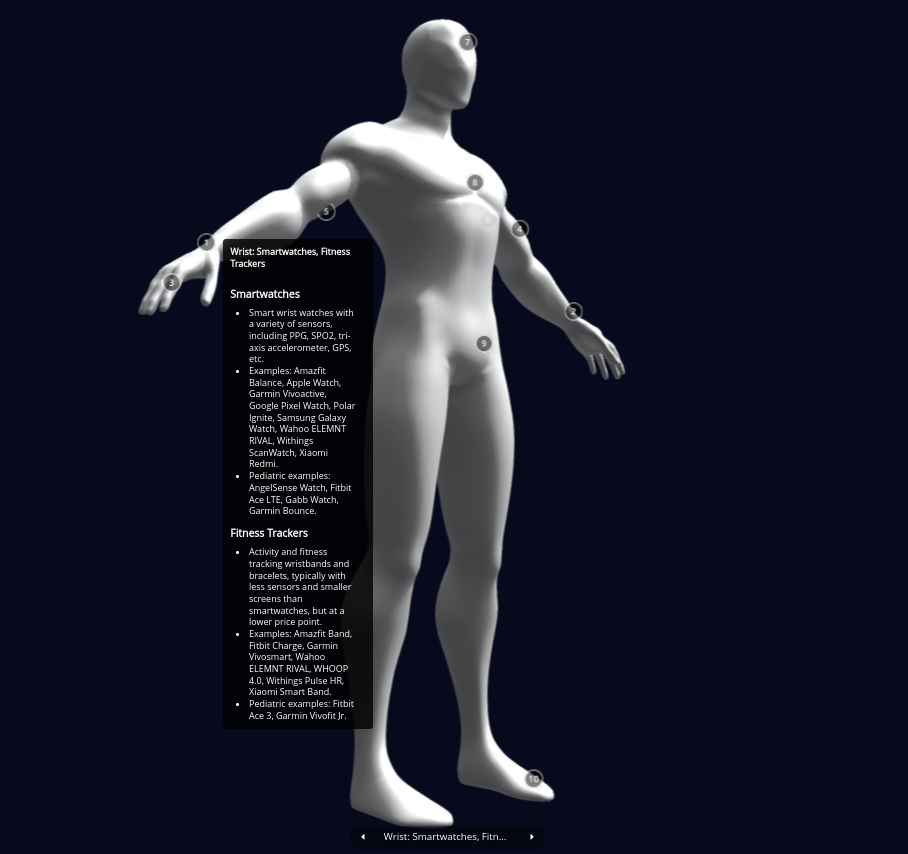 7
8
5
4
1
Wrist: Smartwatches, Fitness
Trackers
3
Smartwatches
• Smart wrist watches with
a variety of sensors,
including PPG, SPO2, tri-
axis accelerometer, GPS,
etc.
• Examples: Amazfit
Balance, Apple Watch,
Garmin Vivoactive,
Google Pixel Watch, Polar
Ignite, Samsung Galaxy
Watch, Wahoo ELEMNT
RIVAL, Withings
ScanWatch, Xiaomi
Redmi.
• Pediatric examples:
AngelSense Watch, Fitbit
Ace LTE, Gabb Watch,
Garmin Bounce.
Fitness Trackers
• Activity and fitness
tracking wristbands and
bracelets, typically with
less sensors and smaller
screens than
smartwatches, but at a
lower price point.
• Examples: Amazfit Band,
Fitbit Charge, Garmin
Vivosmart, Wahoo
ELEMNT RIVAL, WHOOP
4.0, Withings Pulse HR,
Xiaomi Smart Band.
• Pediatric examples: Fitbit
Ace 3, Garmin Vivofit Jr.
2
9
10
Wrist: Smartwatches, Fitn...